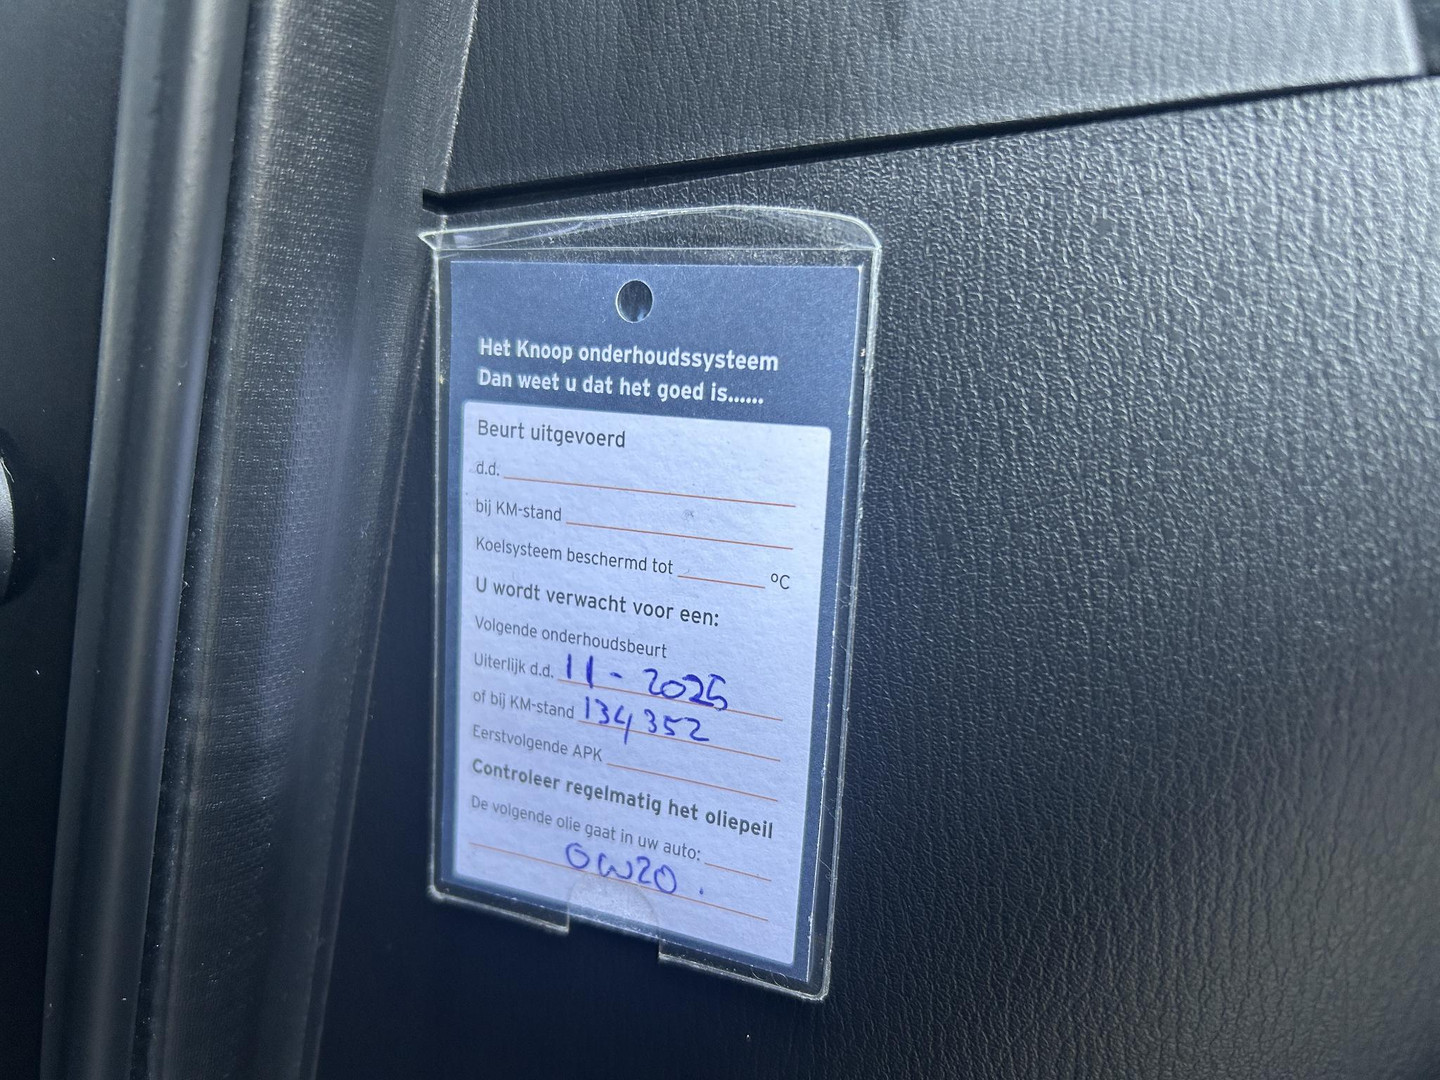 Het Knoop onderhoudssysteem
Dan weet u dat het goed is......
Beurt uitgevoerd
d.d.
bij KM-stand
Koelsysteem beschermd tot ºC
U wordt verwacht voor een:
Volgende onderhoudsbeurt
Uiterlijk d.d. 11-2025
of bij KM-stand 134352
Eerstvolgende APK
Controleer regelmatig het oliepeil
De volgende olie gaat in uw auto:
0W20.